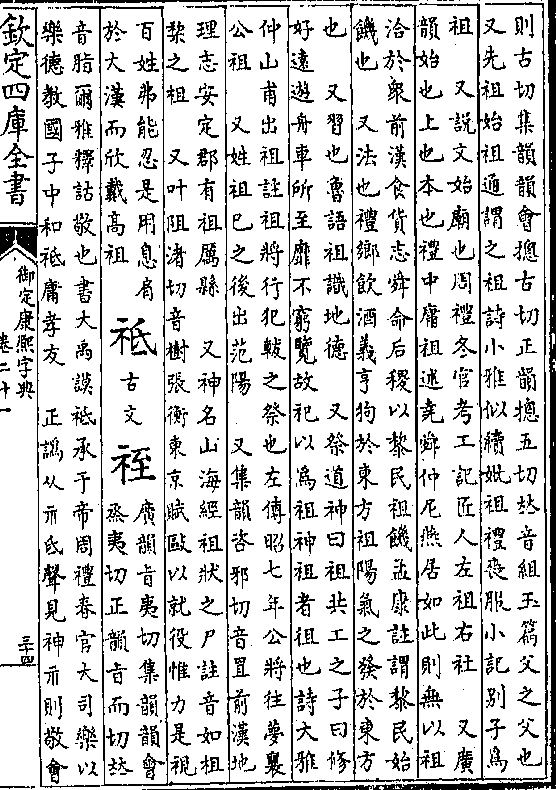 則古切集韻韻會摠古切正韻摠五切𠀤音組玉篇父之父也
又先祖始祖通謂之祖詩小雅似續妣祖禮喪服小記別子爲
祖　又說文始廟也周禮冬官考工記匠人左祖右社　又廣
韻始也上也本也禮中庸祖述堯舜仲尼燕居如此則無以祖
洽於衆前漢食貨志舜命后稷以黎民祖饑孟康註謂黎民始
饑也　又法也禮鄉飲酒義亨狗於東方祖陽氣之發於東方
也　又習也魯語祖識地德　又祭道神曰祖共工之子曰修
好遠遊舟車所至靡不窮覽故祀以爲祖神祖者徂也詩大雅
仲山甫出祖註祖將行犯軷之祭也左傳昭七年公將往夢襄
公祖　又姓祖巳之後出范陽　又集韻咨邪切音罝前漢地
理志安定郡有祖厲縣　又神名山海經祖狀之尸註音如祖
棃之祖　又叶阻渚切音樹張衡東京賦敺以就役惟力是視
百姓弗能忍是用息肩於大漢而欣戴高祖
祗古文䄇廣韻旨夷切集韻韻會烝夷切正韻旨而切𠀤
音脂爾雅釋詁敬也書大禹謨祗承于帝周禮春官大司樂以
樂德教國子中和祗庸孝友　正譌从示氐聲見神示則敬會
欽定四庫全書
御定康熙字典
卷二十一
三十四